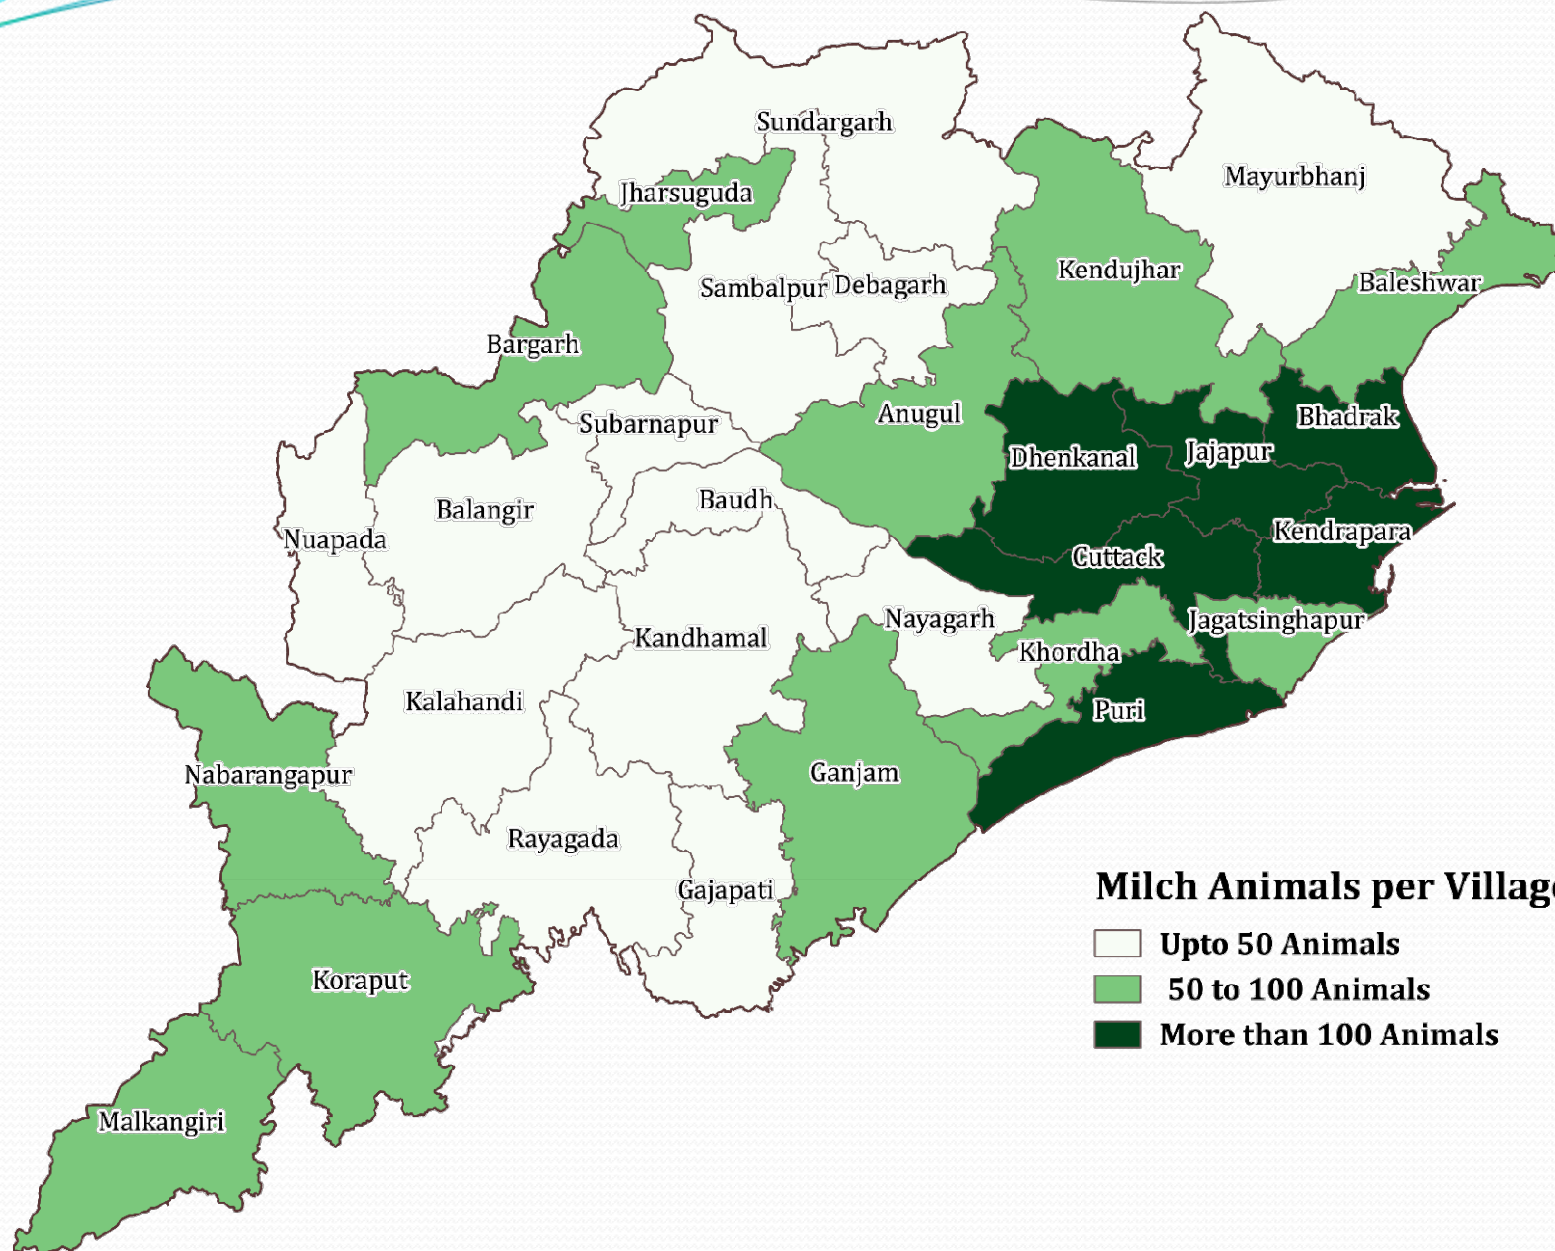 Sundargarh
Mayurbhanj
Jharsuguda
Kendujhar
Sambalpur
Debagarh
Baleshwar
Bargarh
Anugul
Bhadrak
Subarnapur
Dhenkanal
Jajapur
Baudh
Balangir
Kendrapara
Nuapada
Cuttack
Nayagarh
Jagatsinghapur
Kandhamal
Khordha
Kalahandi
Puri
Nabarangapur
Ganjam
Rayagada
Gajapati
Koraput
Malkangiri
Milch Animals per Village
Upto 50 Animals
50 to 100 Animals
More than 100 Animals